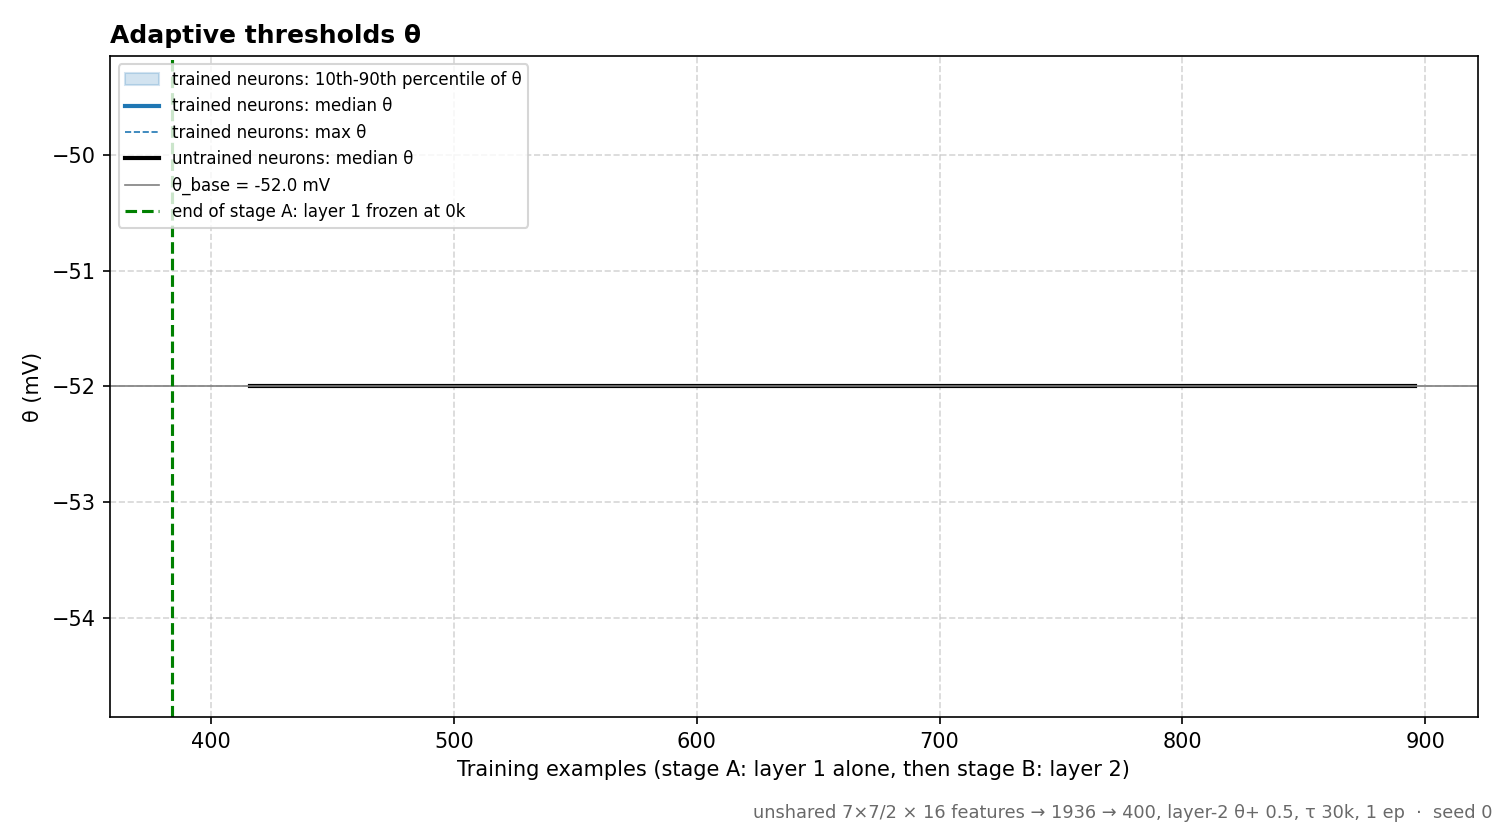 Adaptive thresholds θ
trained neurons: 10th-90th percentile of θ
trained neurons: median θ
trained neurons: max θ
untrained neurons: median θ
θ_base = -52.0 mV
end of stage A: layer 1 frozen at 0k
θ (mV)
−50
−51
−52
−53
−54
400 500 600 700 800 900
Training examples (stage A: layer 1 alone, then stage B: layer 2)
unshared 7×7/2 × 16 features → 1936 → 400, layer-2 θ+ 0.5, τ 30k, 1 ep · seed 0